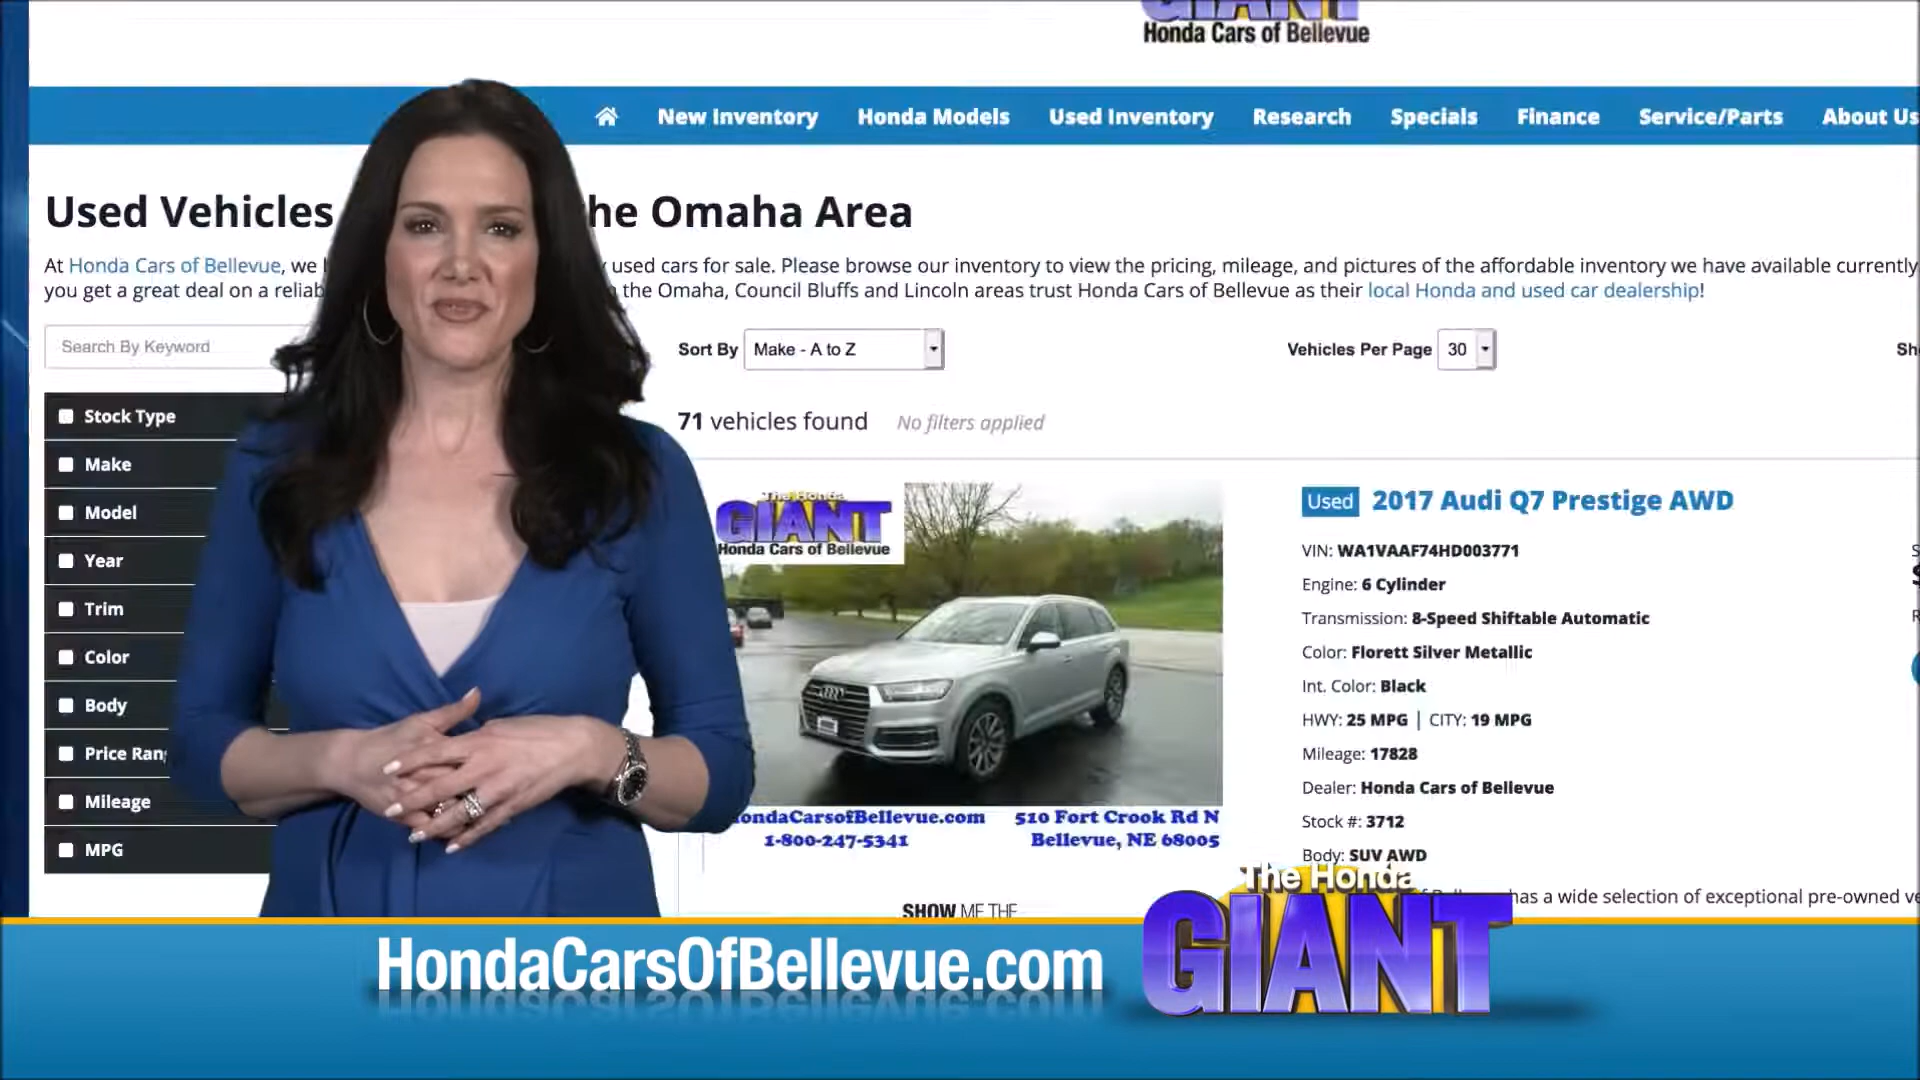 GIANT
Honda Cars of Bellevue
New Inventory Honda Models Used Inventory Research Specials Finance Service/Parts About Us
Used Vehicles he Omaha Area
At Honda Cars of Bellevue, we used cars for sale. Please browse our inventory to view the pricing, mileage, and pictures of the affordable inventory we have available currently
you get a great deal on a the Omaha, Council Bluffs and Lincoln areas trust Honda Cars of Bellevue as their local Honda and used car dealership!
Search By Keyword
Sort By Make - A to Z
Vehicles Per Page 30
Sh
71 vehicles found No filters applied
Stock Type
Make
Model
Year
Trim
Color
Body
Price Ran
Mileage
MPG
The Honda
GIANT
Honda Cars of Bellevue
HondaCarsofBellevue.com
1-800-247-5341
510 Fort Crook Rd N
Bellevue, NE 68005
SHOW ME THE
Used 2017 Audi Q7 Prestige AWD
VIN: WA1VAAF74HD003771
Engine: 6 Cylinder
Transmission: 8-Speed Shiftable Automatic
Color: Florett Silver Metallic
Int. Color: Black
HWY: 25 MPG | CITY: 19 MPG
Mileage: 17828
Dealer: Honda Cars of Bellevue
Stock #: 3712
Body: SUV AWD
has a wide selection of exceptional pre-owned ve
HondaCarsOfBellevue.com
The Honda
GIANT